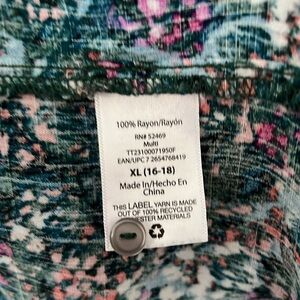 100% Rayon/Rayón
RN# 52469
Multi
TT23100071950F
EAN/UPC 7 2654768419
XL (16-18)
Made In/Hecho En
China
THIS LABEL YARN IS MADE
OUT OF 100% RECYCLED
MATERIALS